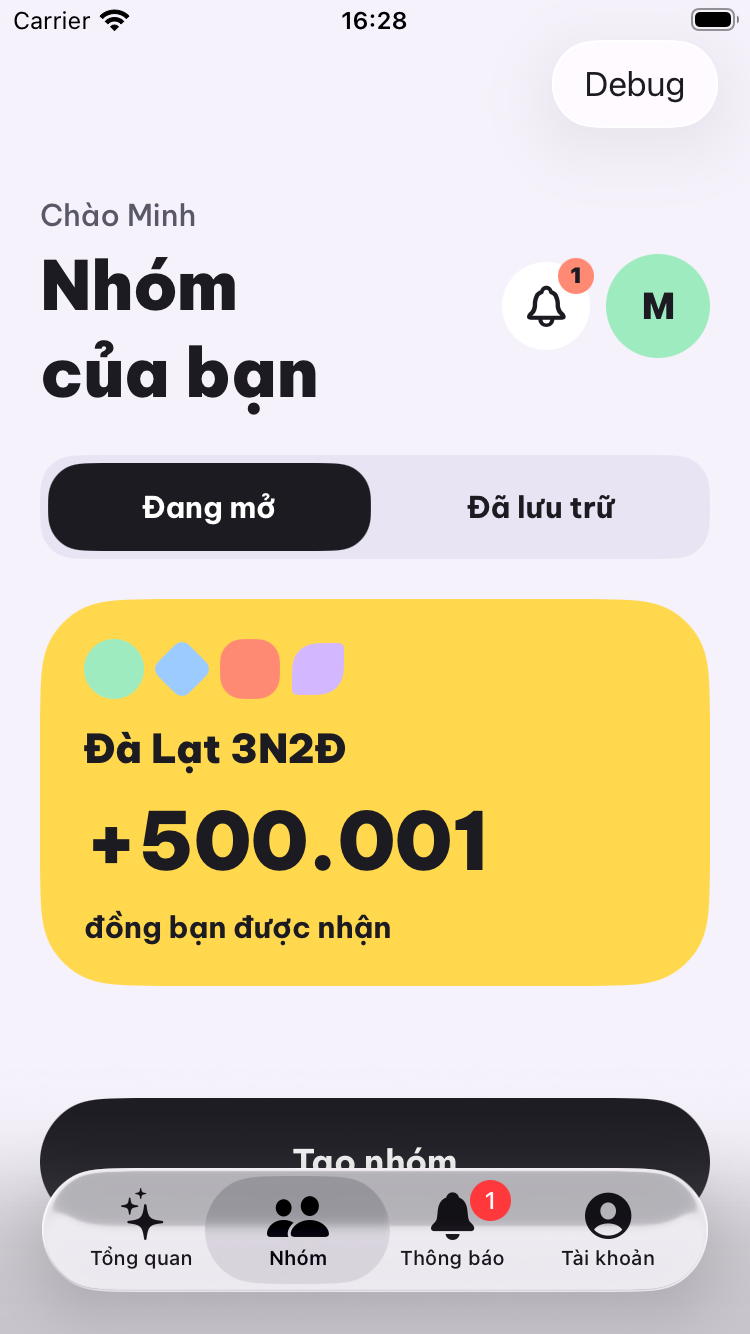 Carrier
16:28
Debug
Chào Minh
Nhóm
của bạn
1
M
Đang mở
Đã lưu trữ
Đà Lạt 3N2Đ
+500.001
đồng bạn được nhận
Tạo nhóm
1
Tổng quan
Nhóm
Thông báo
Tài khoản